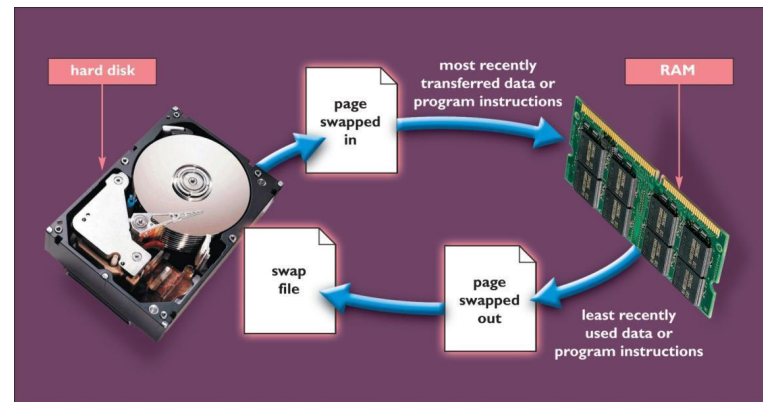 hard disk
page
swapped
in
most recently
transferred data or
program instructions
RAM
swap
file
page
swapped
out
least recently
used data or
program instructions